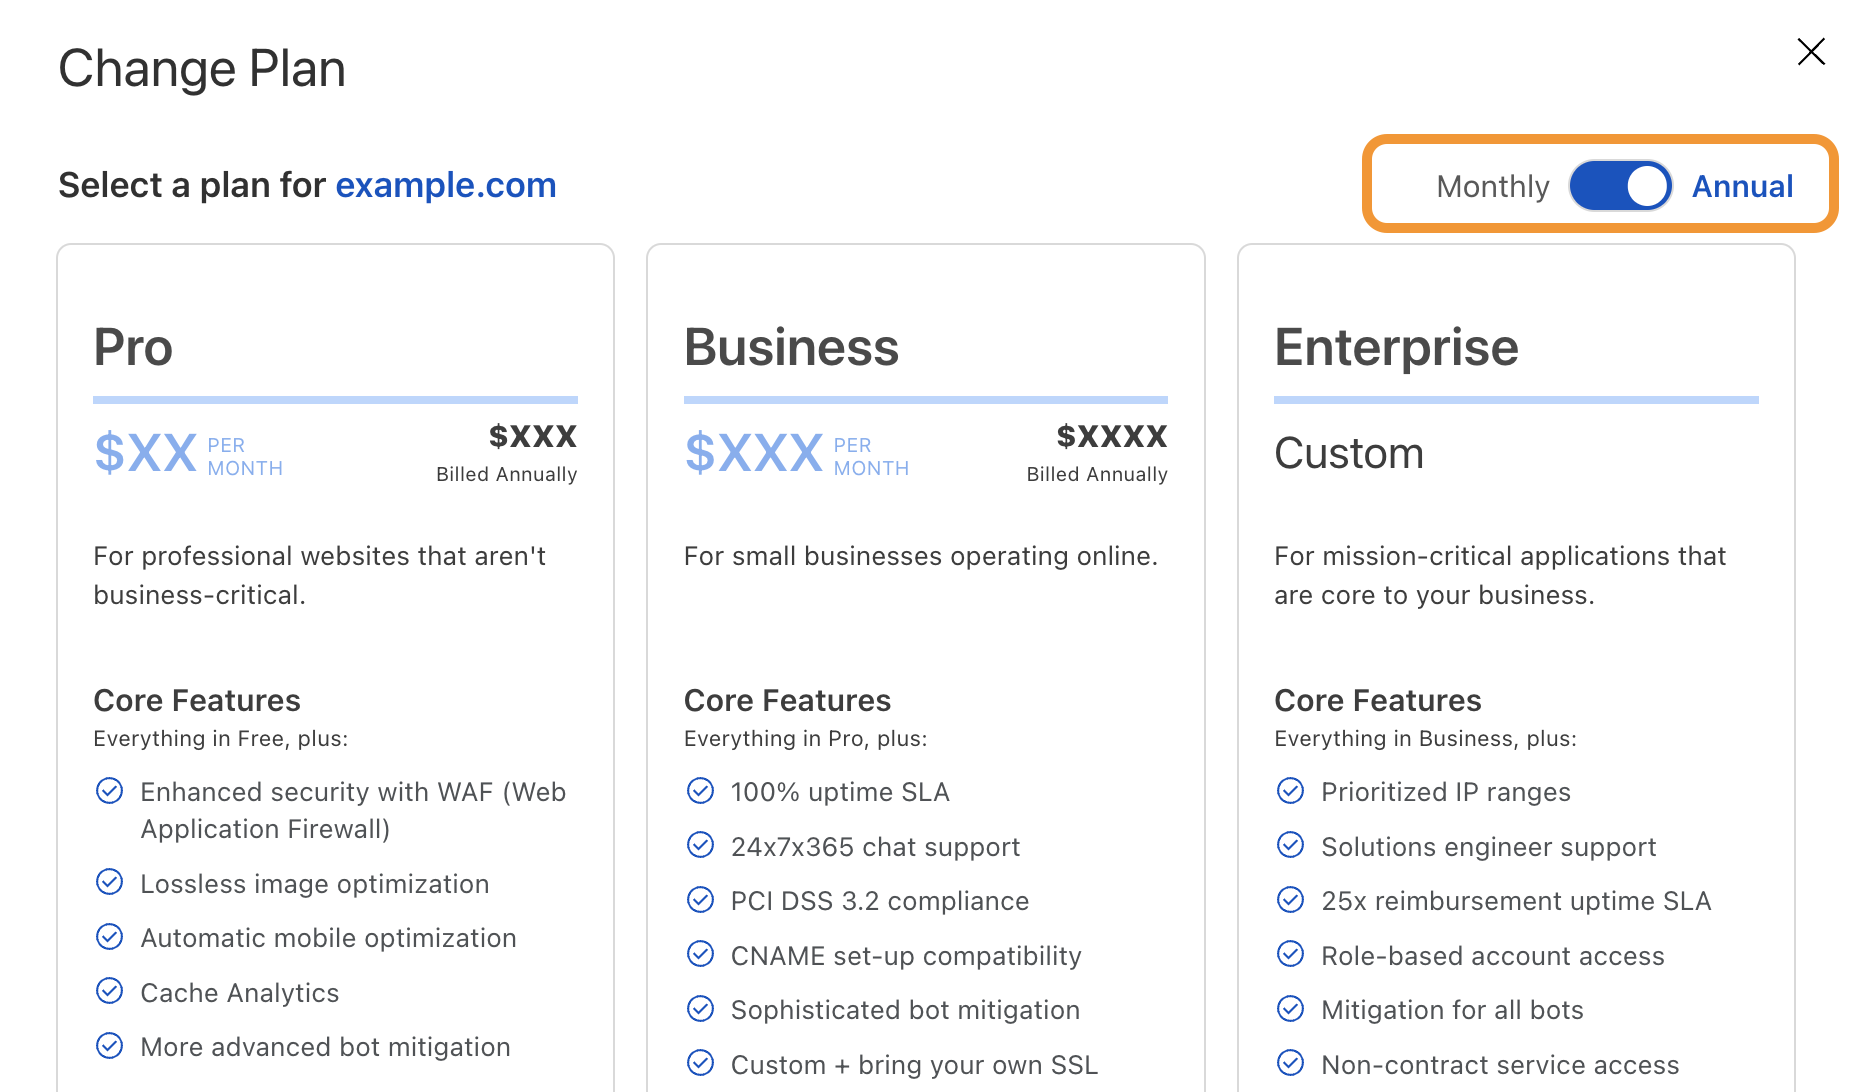 Change Plan
Select a plan for example.com
Monthly
Annual
Pro
$XX PER
MONTH
$XXX
Billed Annually
For professional websites that aren't
business-critical.
Core Features
Everything in Free, plus:
Enhanced security with WAF (Web
Application Firewall)
Lossless image optimization
Automatic mobile optimization
Cache Analytics
More advanced bot mitigation
Business
$XXX PER
MONTH
$XXXX
Billed Annually
For small businesses operating online.
Core Features
Everything in Pro, plus:
100% uptime SLA
24x7x365 chat support
PCI DSS 3.2 compliance
CNAME set-up compatibility
Sophisticated bot mitigation
Custom + bring your own SSL
Enterprise
Custom
For mission-critical applications that
are core to your business.
Core Features
Everything in Business, plus:
Prioritized IP ranges
Solutions engineer support
25x reimbursement uptime SLA
Role-based account access
Mitigation for all bots
Non-contract service access